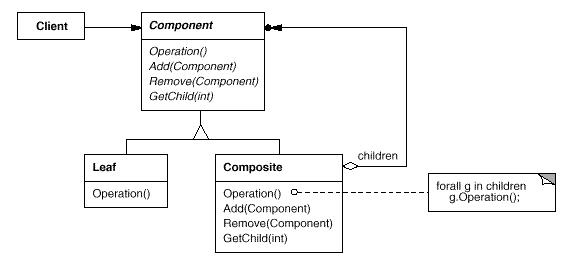 Client
Component
Operation()
Add(Component)
Remove(Component)
GetChild(int)
children
Leaf
Operation()
Composite
Operation()
Add(Component)
Remove(Component)
GetChild(int)
forall g in children
g.Operation();